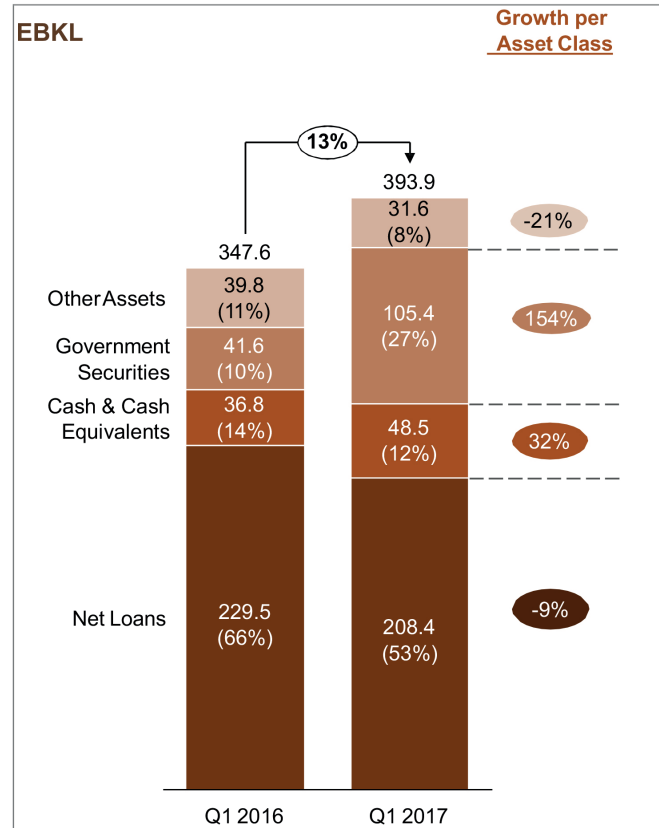 EBKL
Growth per
Asset Class
13%
393.9
31.6
(8%)
-21%
347.6
Other Assets
39.8
(11%)
105.4
(27%)
154%
Government
Securities
41.6
(10%)
Cash & Cash
Equivalents
36.8
(14%)
48.5
(12%)
32%
Net Loans
229.5
(66%)
208.4
(53%)
-9%
Q1 2016
Q1 2017